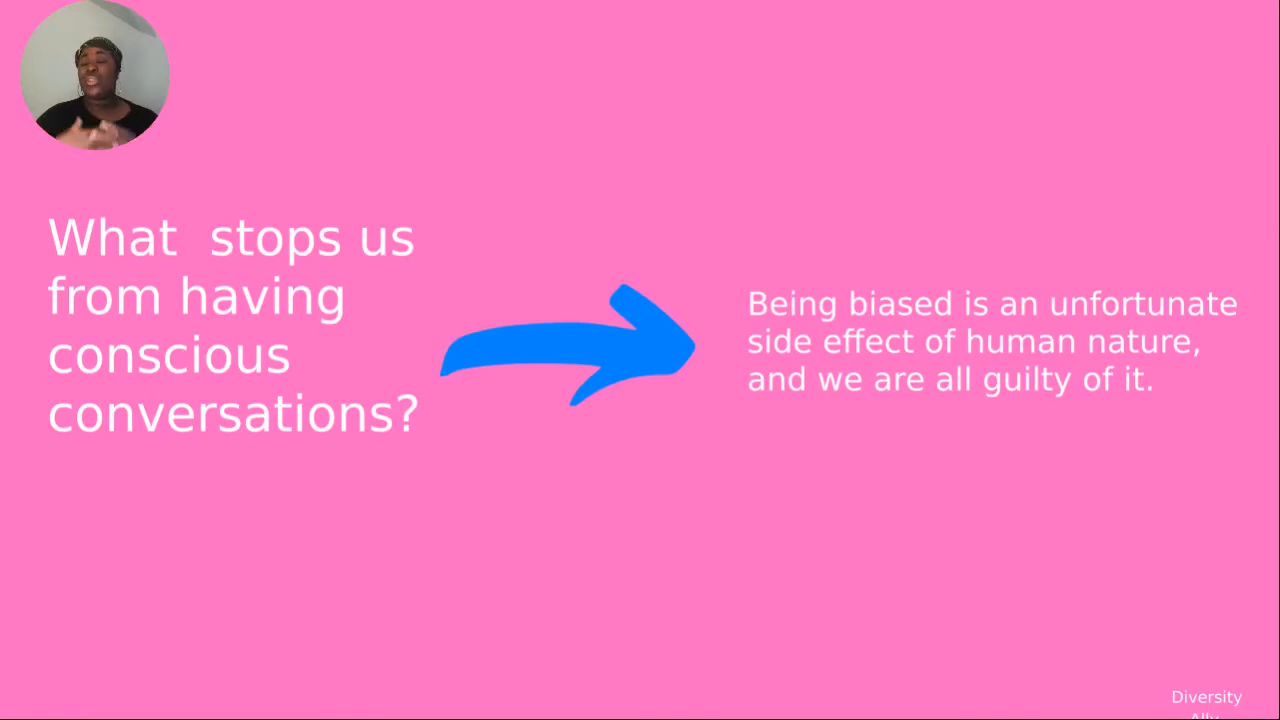 What  stops us
from having
conscious
conversations?
Being biased is an unfortunate
side effect of human nature,
and we are all guilty of it.
Diversity
Ally